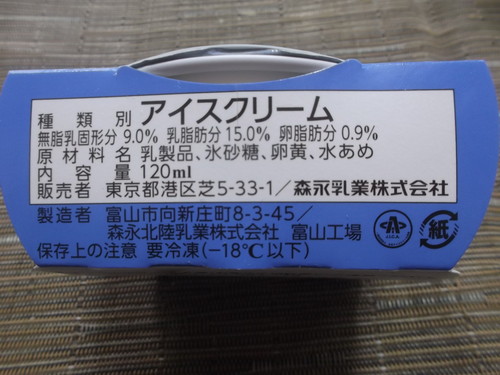 種類別 アイスクリーム
無脂乳固形分 9.0% 乳脂肪分 15.0% 卵脂肪分 0.9%
原材料名 乳製品、氷砂糖、卵黄、水あめ
内容量 120ml
販売者 東京都港区芝5-33-1/森永乳業株式会社
製造者 富山市向新庄町8-3-45/
森永北陸乳業株式会社 富山工場
保存上の注意 要冷凍(-18℃以下)
紙